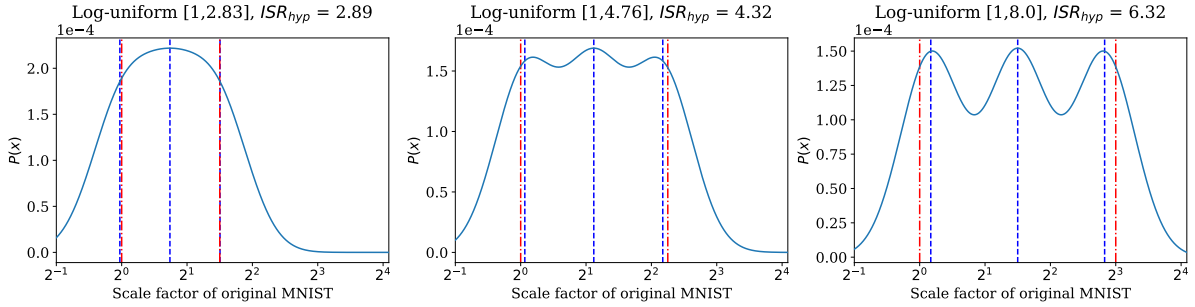 Log-uniform [1,2.83], ISR_hyp = 2.89
1e−4
P(x)
2.0
1.5
1.0
0.5
0.0
2^−1 2^0 2^1 2^2 2^3 2^4
Scale factor of original MNIST
Log-uniform [1,4.76], ISR_hyp = 4.32
1e−4
P(x)
1.5
1.0
0.5
0.0
2^−1 2^0 2^1 2^2 2^3 2^4
Scale factor of original MNIST
Log-uniform [1,8.0], ISR_hyp = 6.32
1e−4
P(x)
1.50
1.25
1.00
0.75
0.50
0.25
0.00
2^−1 2^0 2^1 2^2 2^3 2^4
Scale factor of original MNIST